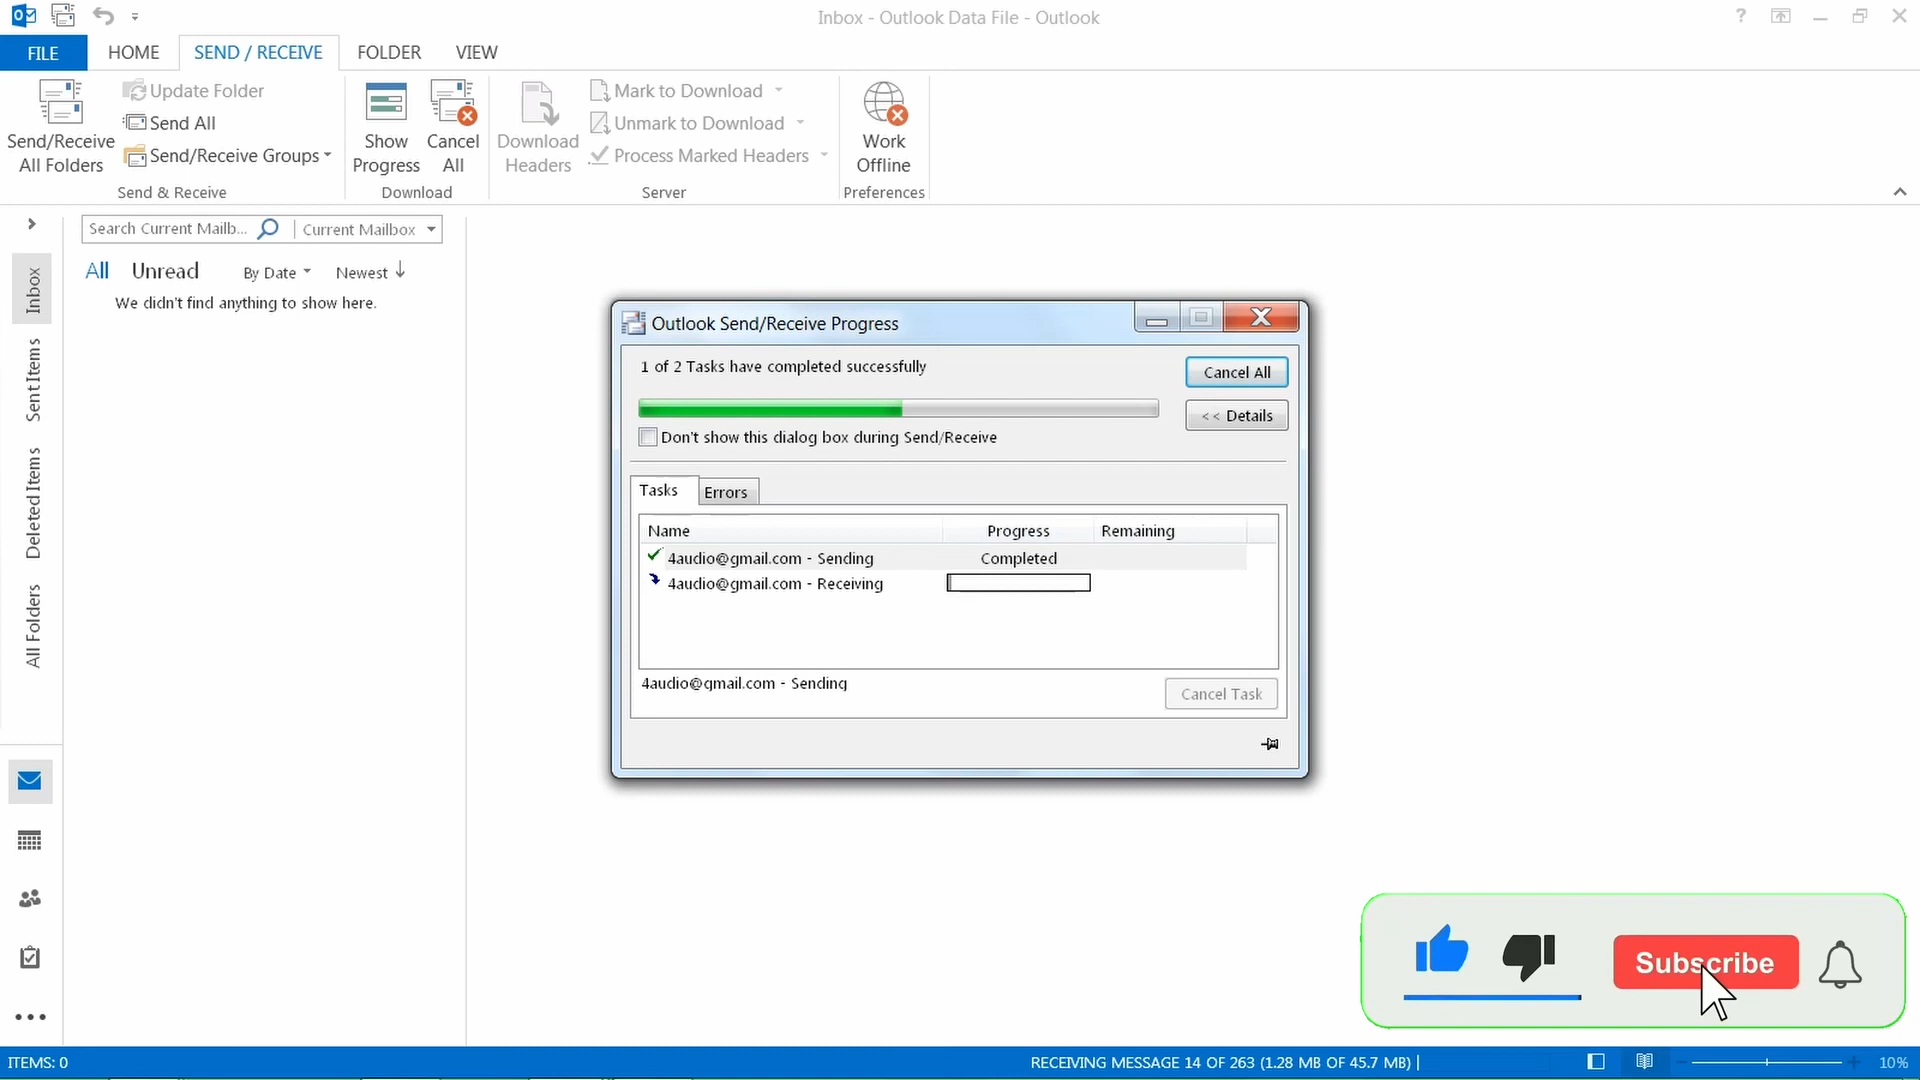 Inbox - Outlook Data File - Outlook
?
FILE
HOME
SEND / RECEIVE
FOLDER
VIEW
Send/Receive
All Folders
Update Folder
Send All
Send/Receive Groups
Send & Receive
Show
Progress
Cancel
All
Download
Download
Headers
Mark to Download
Unmark to Download
Process Marked Headers
Server
Work
Offline
Preferences
Search Current Mailb...
Current Mailbox
All
Unread
By Date
Newest
We didn't find anything to show here.
Inbox
Sent Items
Deleted Items
All Folders
Outlook Send/Receive Progress
1 of 2 Tasks have completed successfully
Cancel All
<< Details
Don't show this dialog box during Send/Receive
Tasks
Errors
Name Progress Remaining
4audio@gmail.com - Sending Completed
4audio@gmail.com - Receiving
4audio@gmail.com - Sending
Cancel Task
Subscribe
ITEMS: 0
RECEIVING MESSAGE 14 OF 263 (1.28 MB OF 45.7 MB)
10%